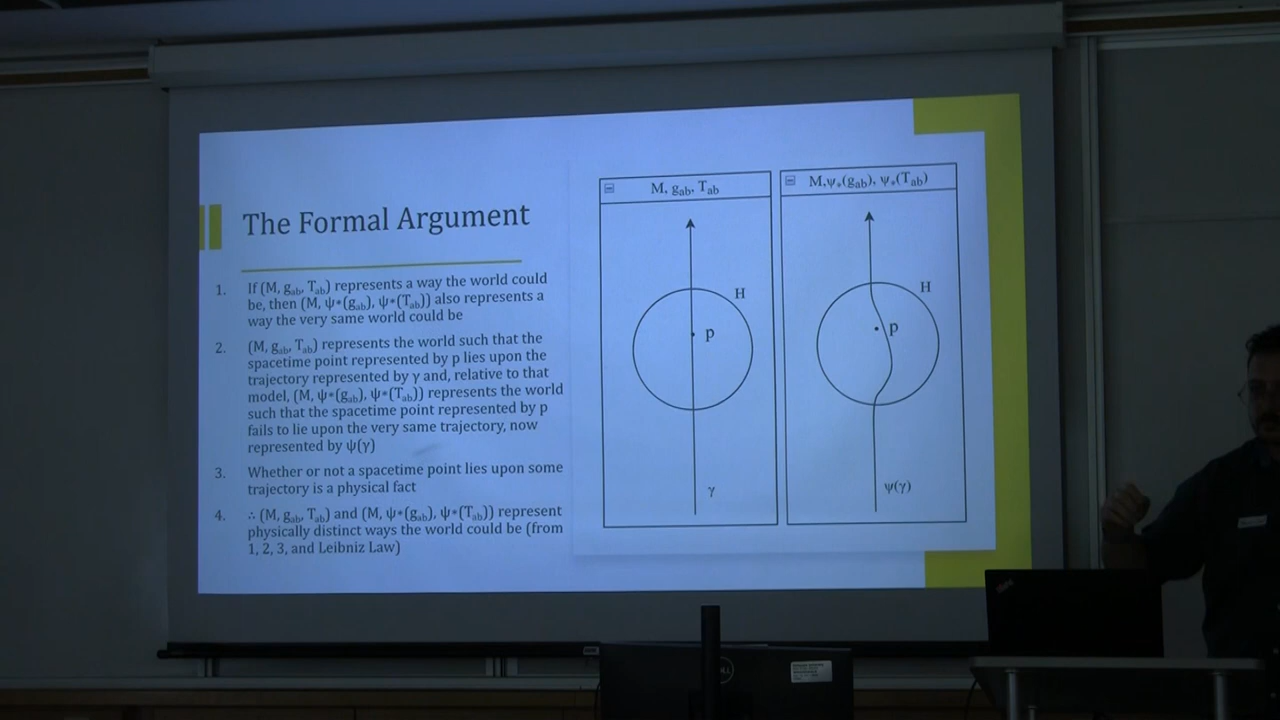 The Formal Argument
1. If (M, gab, Tab) represents a way the world could
be, then (M, ψ*(gab), ψ*(Tab)) also represents a
way the very same world could be
2. (M, gab, Tab) represents the world such that the
spacetime point represented by p lies upon the
trajectory represented by γ and, relative to that
model, (M, ψ*(gab), ψ*(Tab)) represents the world
such that the spacetime point represented by p
fails to lie upon the very same trajectory, now
represented by ψ(γ)
3. Whether or not a spacetime point lies upon some
trajectory is a physical fact
4. ∴ (M, gab, Tab) and (M, ψ*(gab), ψ*(Tab)) represent
physically distinct ways the world could be (from
1, 2, 3, and Leibniz Law)
M, gab, Tab
H
p
γ
M,ψ*(gab), ψ*(Tab)
H
p
ψ(γ)
DELL